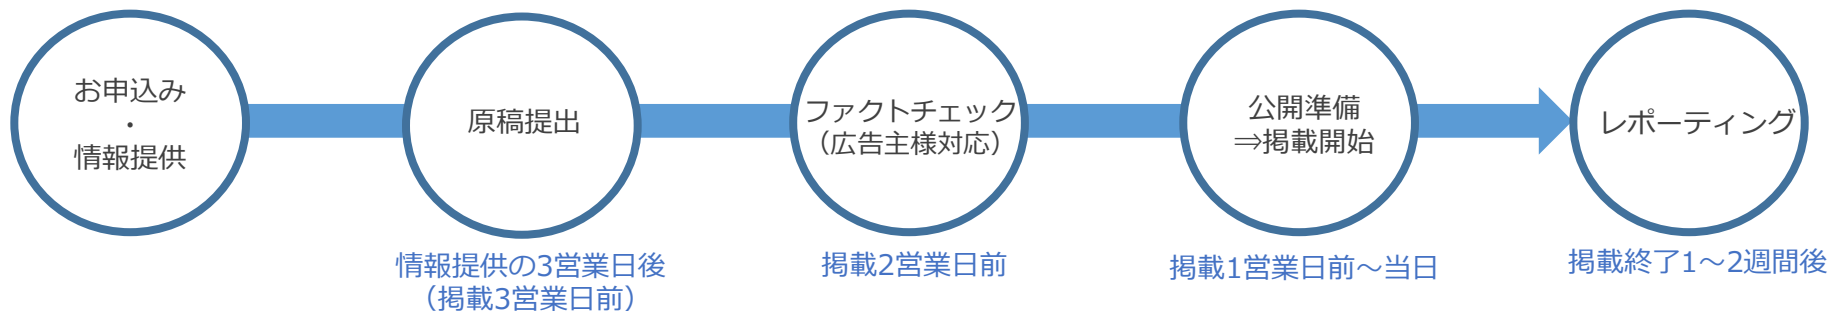 お申込み
・
情報提供
原稿提出
情報提供の3営業日後
（掲載3営業日前）
ファクトチェック
（広告主様対応）
掲載2営業日前
公開準備
⇒掲載開始
掲載1営業日前～当日
レポーティング
掲載終了1～2週間後